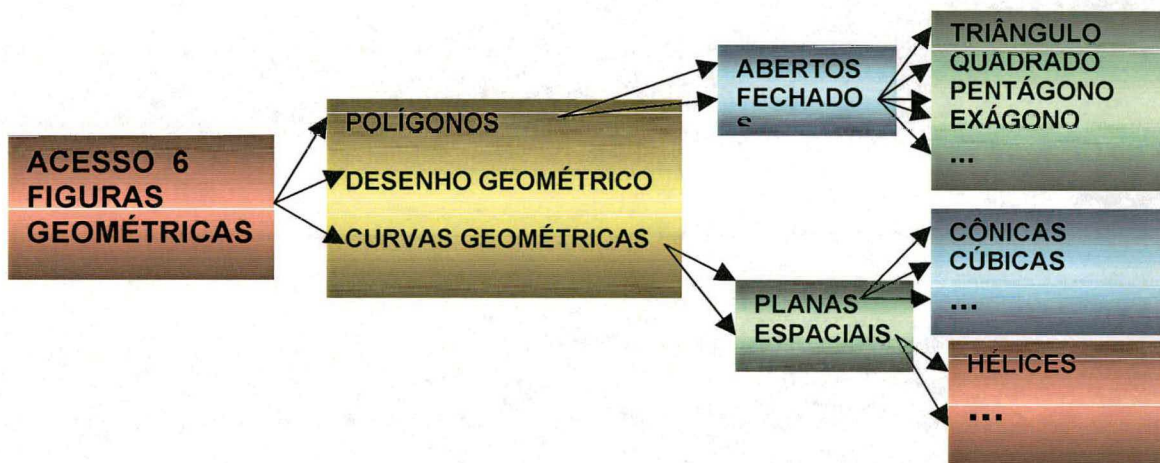 ACESSO 6
FIGURAS
GEOMÉTRICAS
POLÍGONOS
DESENHO GEOMÉTRICO
CURVAS GEOMÉTRICAS
ABERTOS
FECHADO
PLANAS
ESPACIAIS
TRIÂNGULO
QUADRADO
PENTÁGONO
EXÁGONO
...
CÔNICAS
CÚBICAS
...
HÉLICES
...